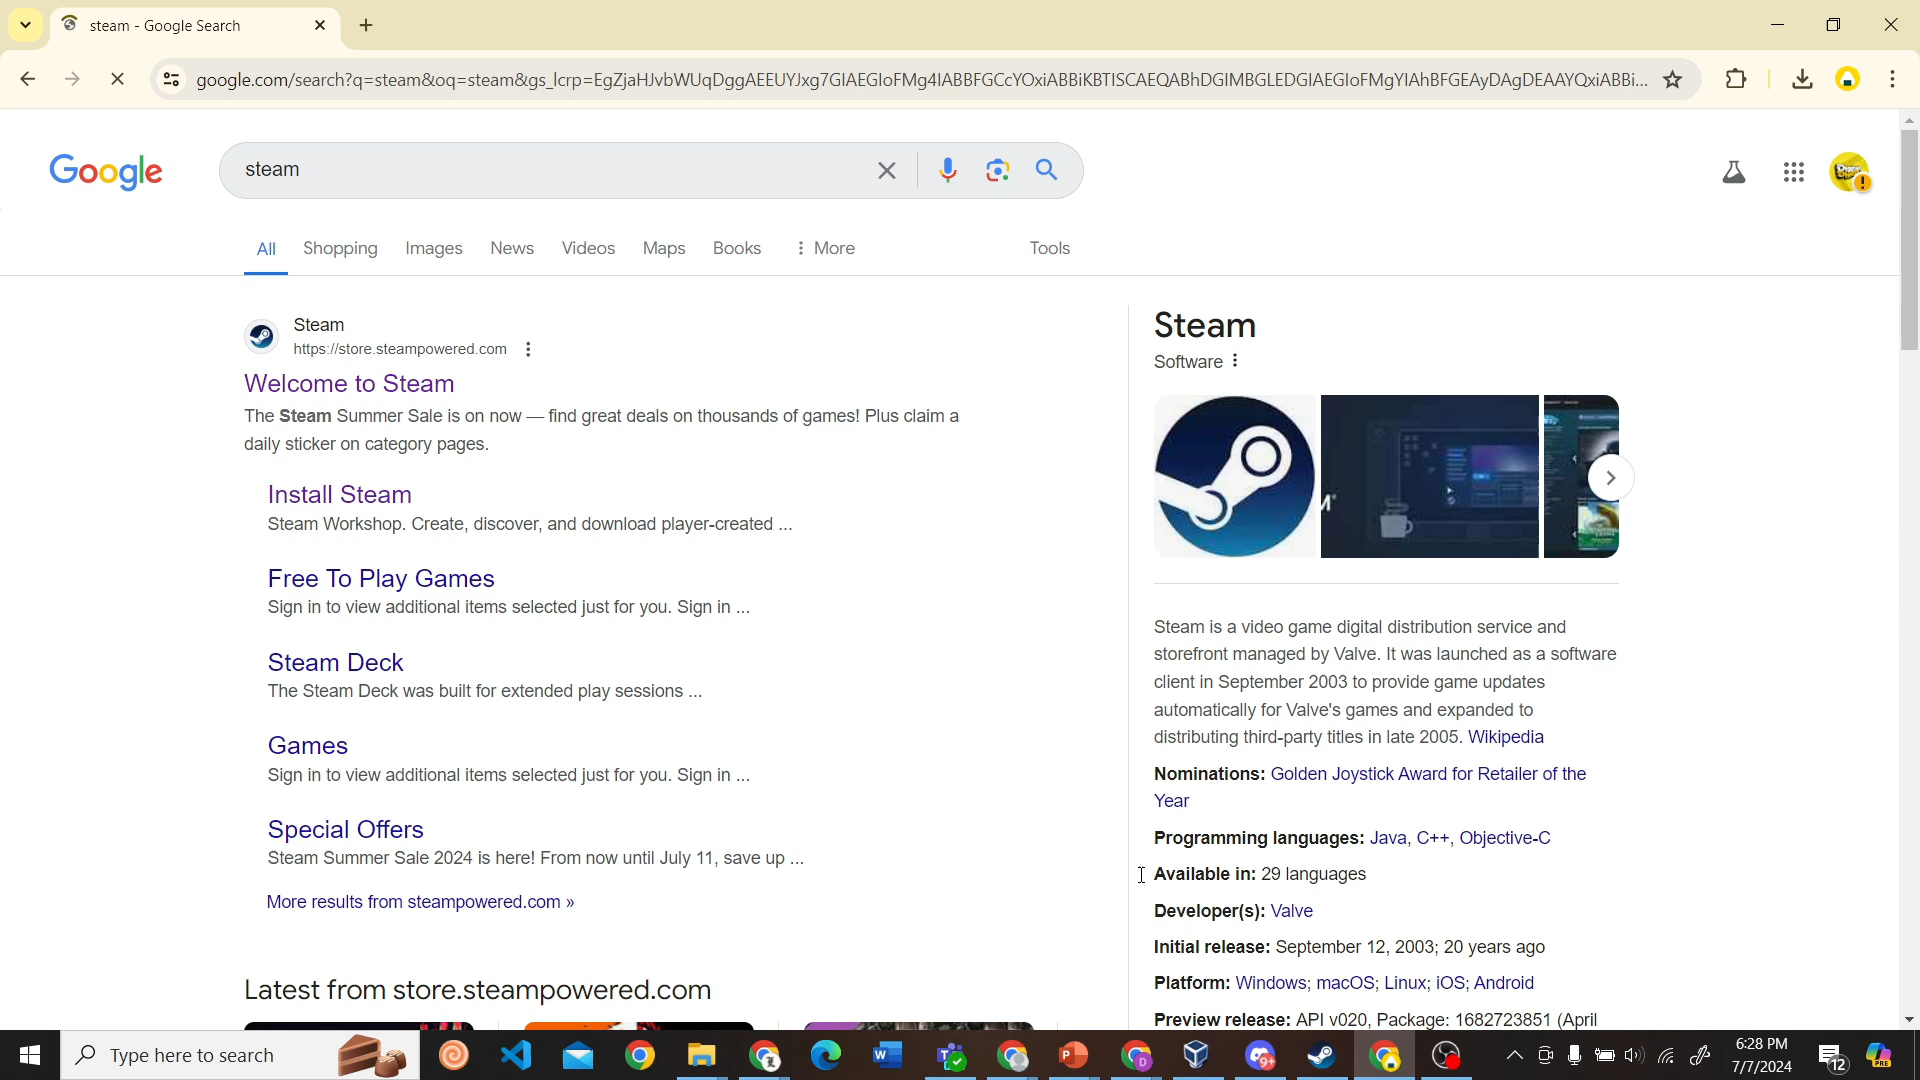 steam - Google Search
google.com/search?q=steam&oq=steam&gs_lcrp=EgZjaHJvbWUqDggAEEUYJxg7GIAEGIoFMg4IABBFGCcYOxiABBiKBTISCAEQABhDGIMBGLEDGIAEGIoFMgYIAhBFGEAyDAgDEAAYQxiABBi...
Google
steam
All Shopping Images News Videos Maps Books More Tools
Steam
https://store.steampowered.com
Welcome to Steam
The Steam Summer Sale is on now — find great deals on thousands of games! Plus claim a
daily sticker on category pages.
Install Steam
Steam Workshop. Create, discover, and download player-created ...
Free To Play Games
Sign in to view additional items selected just for you. Sign in ...
Steam Deck
The Steam Deck was built for extended play sessions ...
Games
Sign in to view additional items selected just for you. Sign in ...
Special Offers
Steam Summer Sale 2024 is here! From now until July 11, save up ...
More results from steampowered.com »
Latest from store.steampowered.com
Steam
Software
Steam is a video game digital distribution service and
storefront managed by Valve. It was launched as a software
client in September 2003 to provide game updates
automatically for Valve's games and expanded to
distributing third-party titles in late 2005. Wikipedia
Nominations: Golden Joystick Award for Retailer of the
Year
Programming languages: Java, C++, Objective-C
Available in: 29 languages
Developer(s): Valve
Initial release: September 12, 2003; 20 years ago
Platform: Windows; macOS; Linux; iOS; Android
Preview release: API v020, Package: 1682723851 (April
Type here to search
9+
6:28 PM
7/7/2024
12
PRE